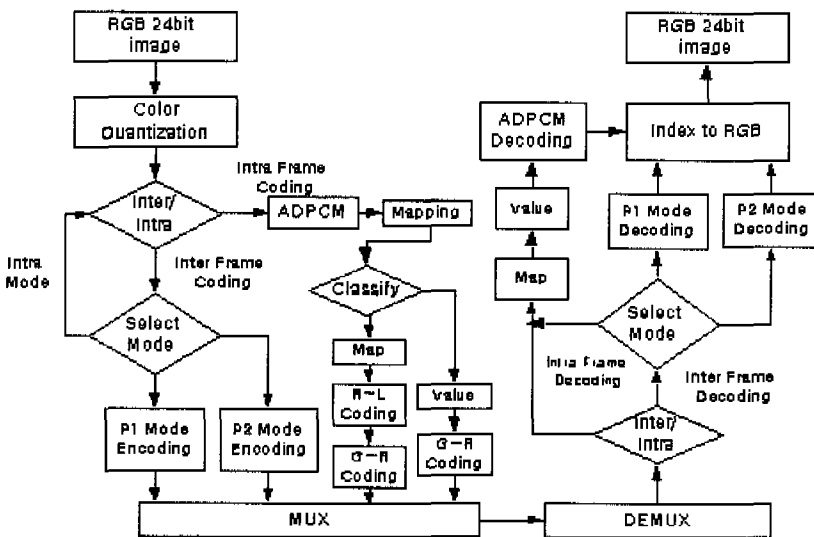 RGB 24bit
image
Color
Quantization
Inter/
Intra
Intra Frame
Coding
ADPCM
Mapping
Intra
Mode
Inter Frame
Coding
Classify
Select
Mode
Map
R-L
Coding
Value
G-R
Coding
G-R
Coding
P1 Mode
Encoding
P2 Mode
Encoding
MUX
RGB 24bit
image
ADPCM
Decoding
Index to RGB
Value
P1 Mode
Decoding
P2 Mode
Decoding
Map
Select
Mode
Intra Frame
Decoding
Inter Frame
Decoding
Inter/
Intra
DEMUX